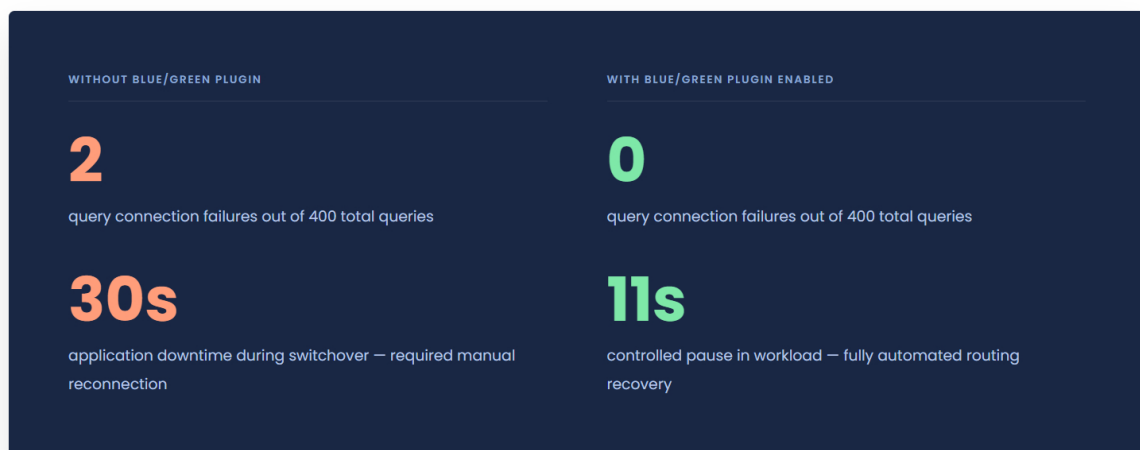 WITHOUT BLUE/GREEN PLUGIN
2
query connection failures out of 400 total queries
30s
application downtime during switchover — required manual
reconnection
WITH BLUE/GREEN PLUGIN ENABLED
0
query connection failures out of 400 total queries
11s
controlled pause in workload — fully automated routing
recovery